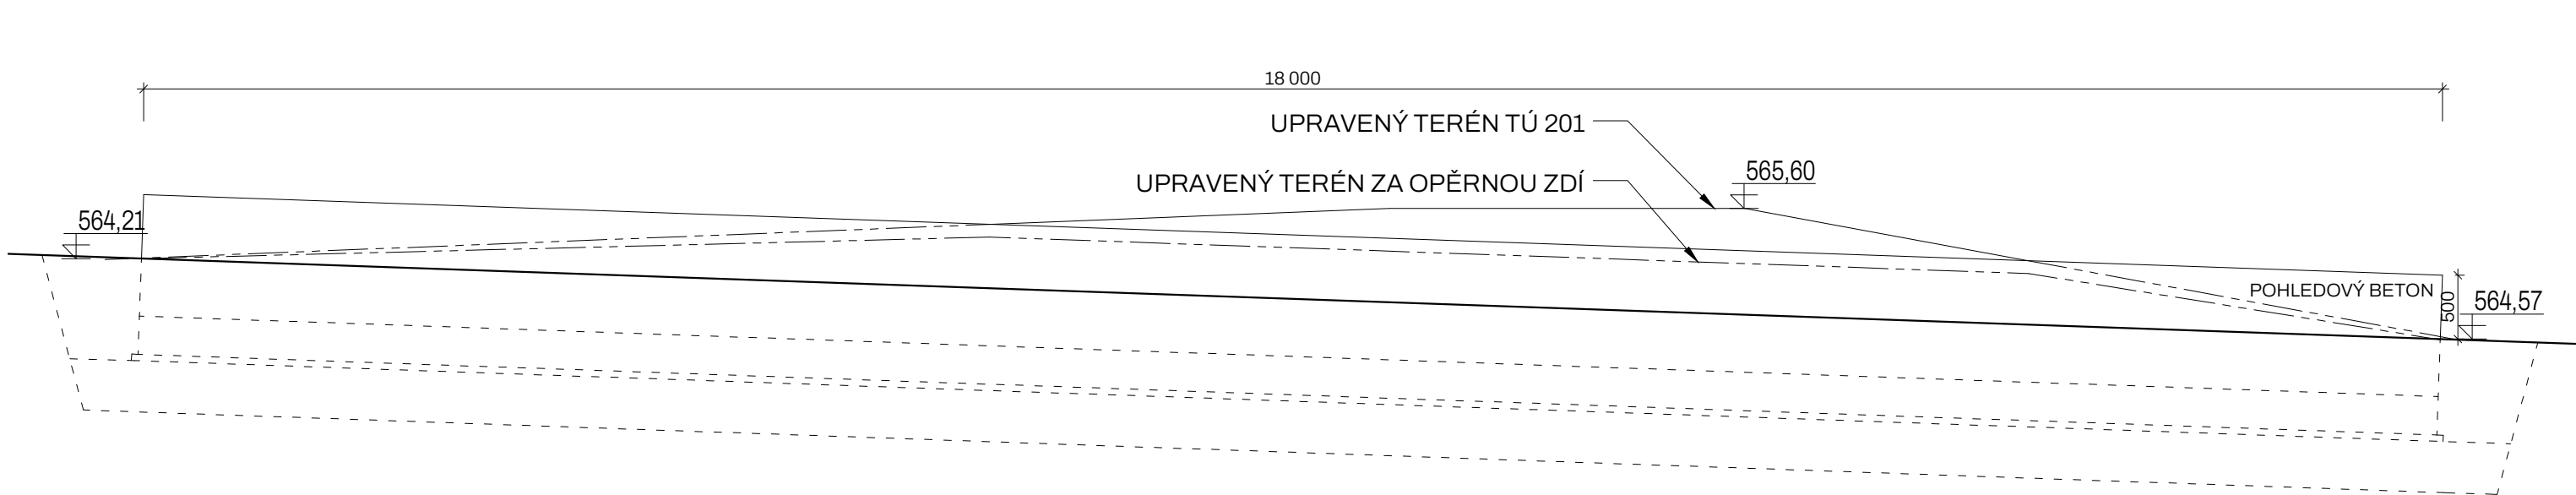 18 000
UPRAVENÝ TERÉN TÚ 201
565,60
UPRAVENÝ TERÉN ZA OPĚRNOU ZDÍ
564,21
POHLEDOVÝ BETON
500
564,57